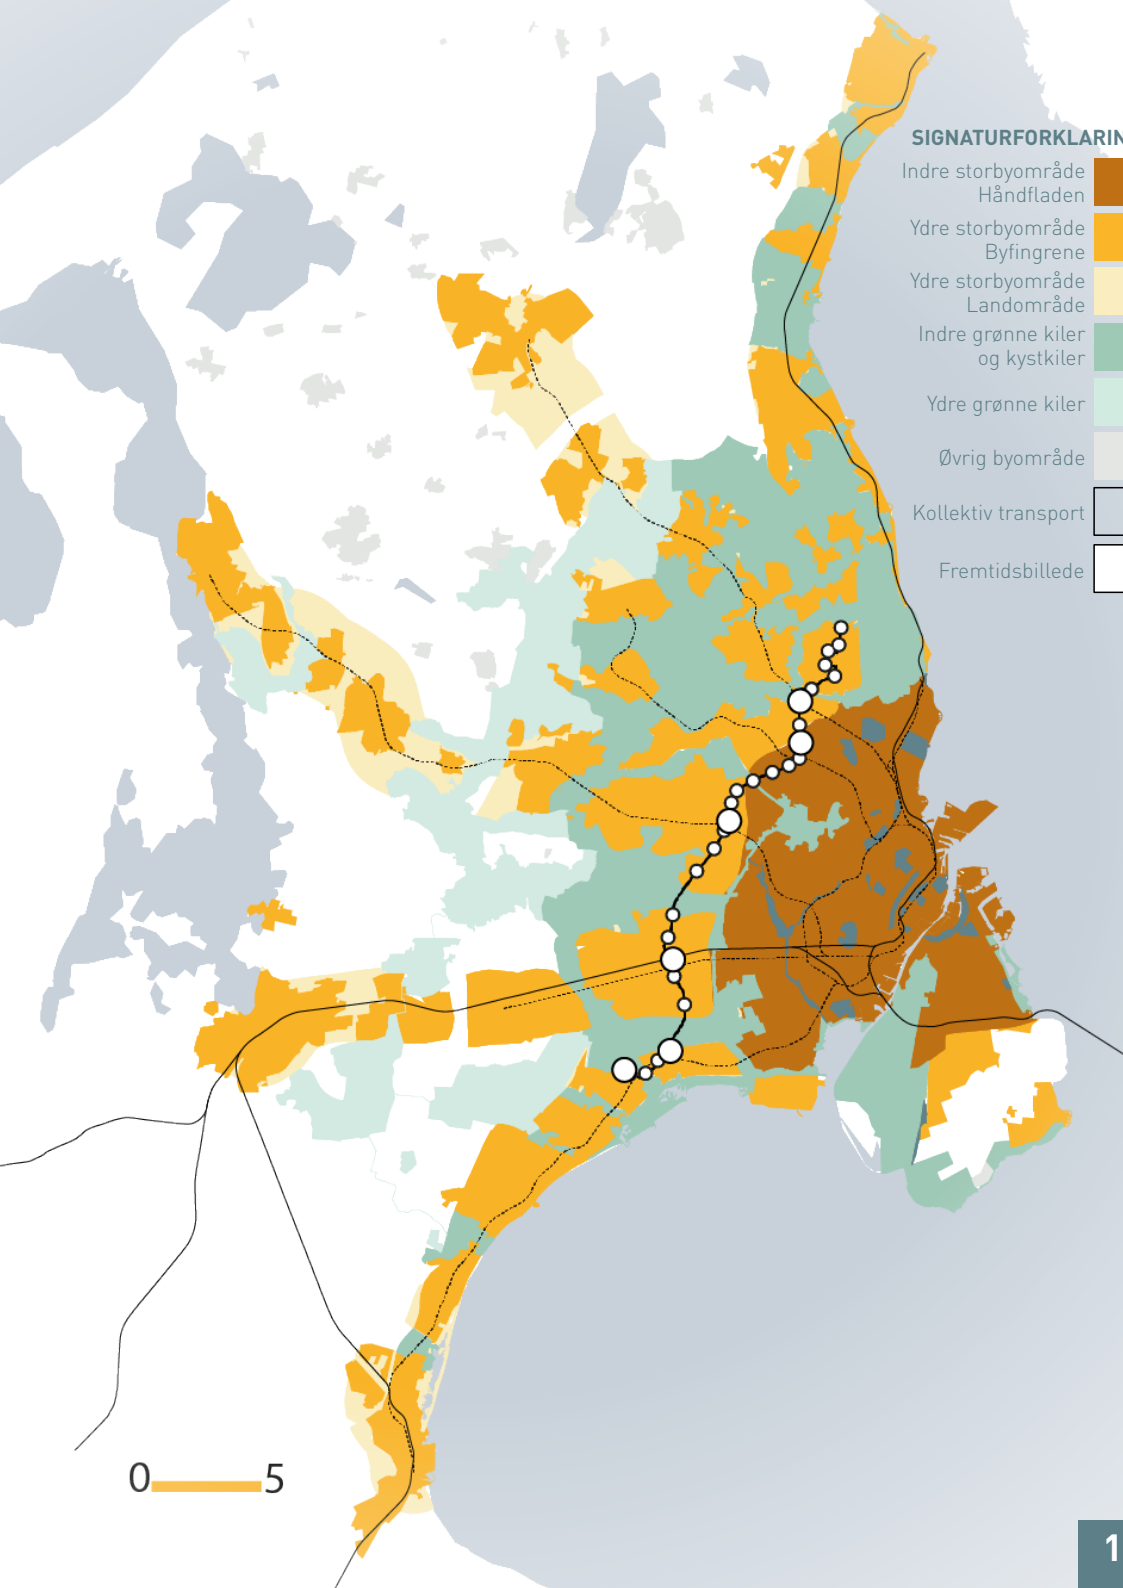 SIGNATURFORKLARIN
Indre storbyområde
Håndfladen
Ydre storbyområde
Byfingrene
Ydre storbyområde
Landområde
Indre grønne kiler
og kystkiler
Ydre grønne kiler
Øvrig byområde
Kollektiv transport
Fremtidsbillede
0 5
1